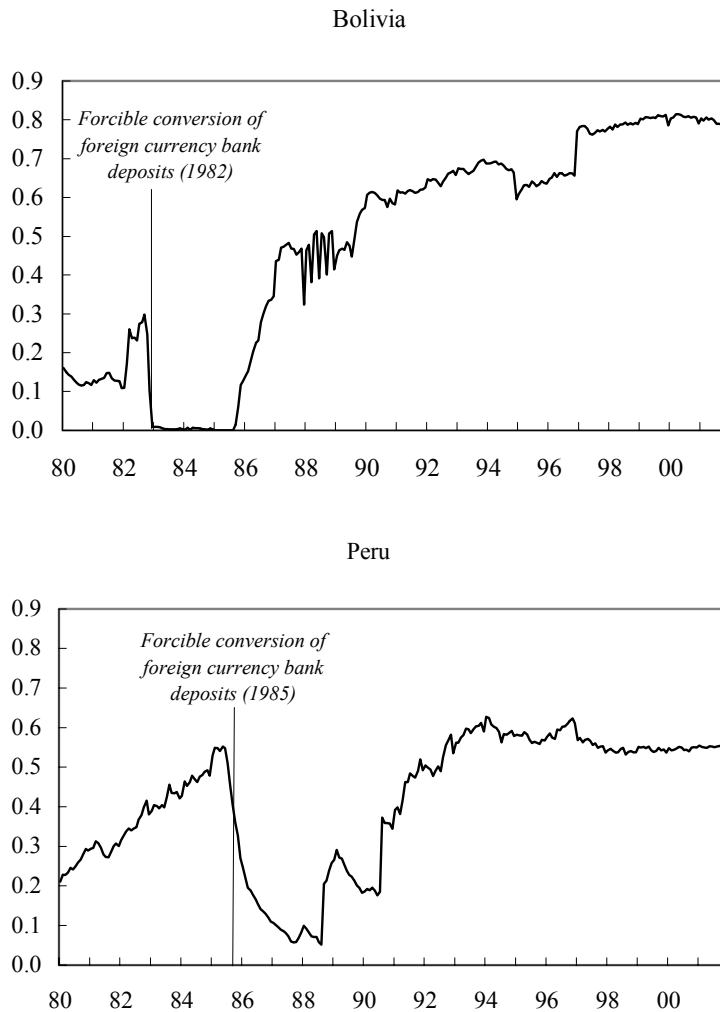 Bolivia
0.9
0.8
0.7
0.6
0.5
0.4
0.3
0.2
0.1
0.0
Forcible conversion of
foreign currency bank
deposits (1982)
80 82 84 86 88 90 92 94 96 98 00
Peru
0.9
0.8
0.7
0.6
0.5
0.4
0.3
0.2
0.1
0.0
Forcible conversion of
foreign currency bank
deposits (1985)
80 82 84 86 88 90 92 94 96 98 00